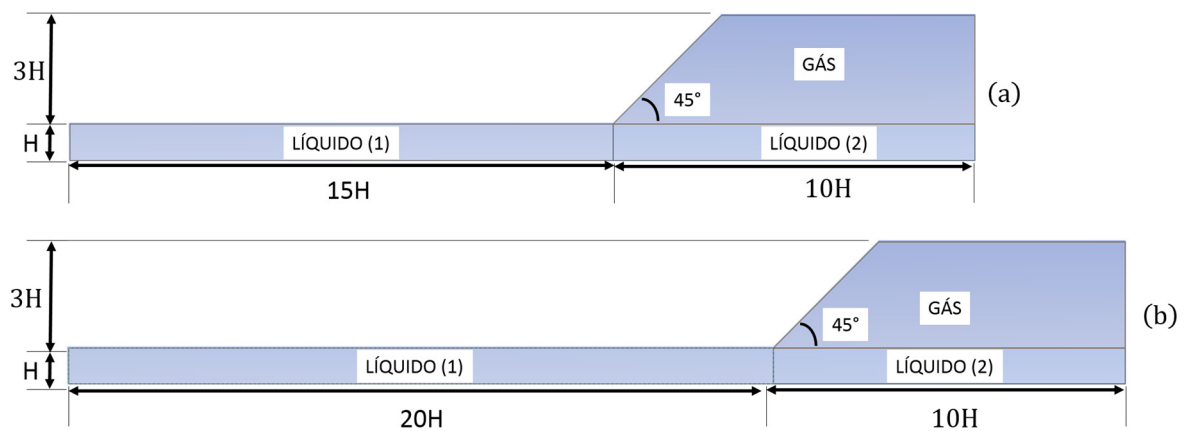 3H
GÁS
45°
(a)
H
LÍQUIDO (1)
LÍQUIDO (2)
15H
10H
3H
GÁS
45°
(b)
H
LÍQUIDO (1)
LÍQUIDO (2)
20H
10H